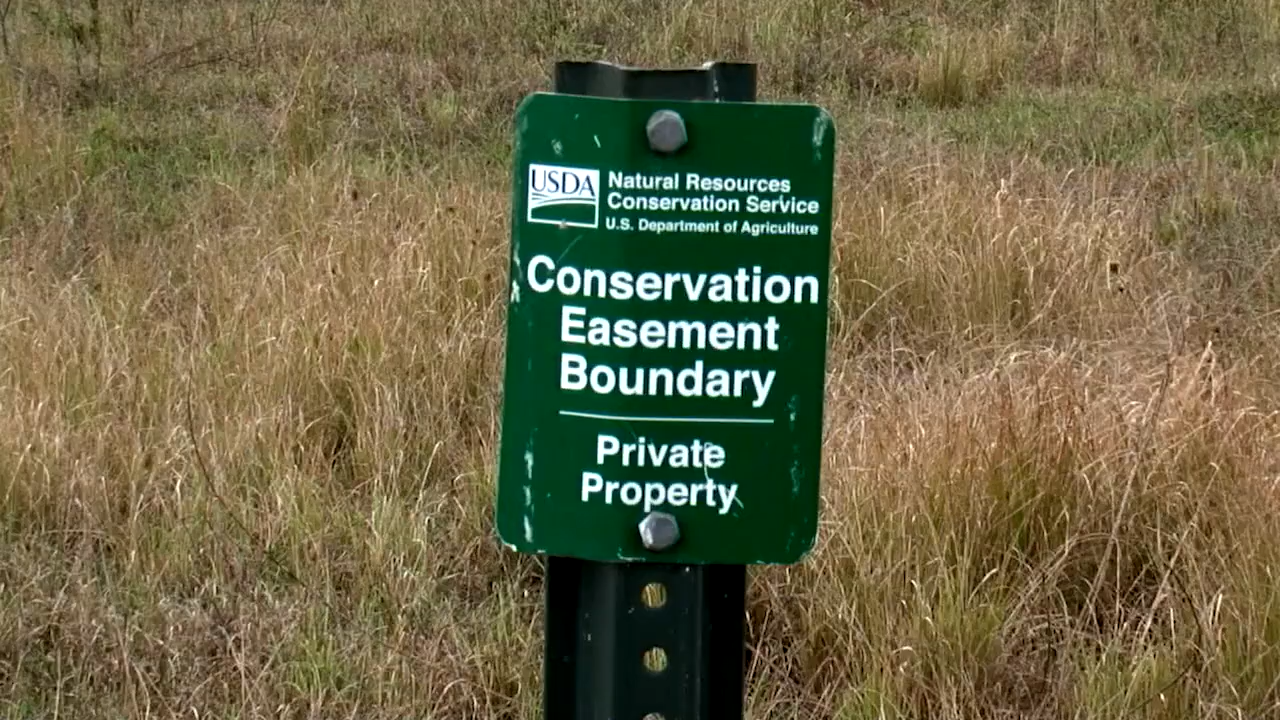 USDA
Natural Resources
Conservation Service
U.S. Department of Agriculture
Conservation
Easement
Boundary
Private
Property